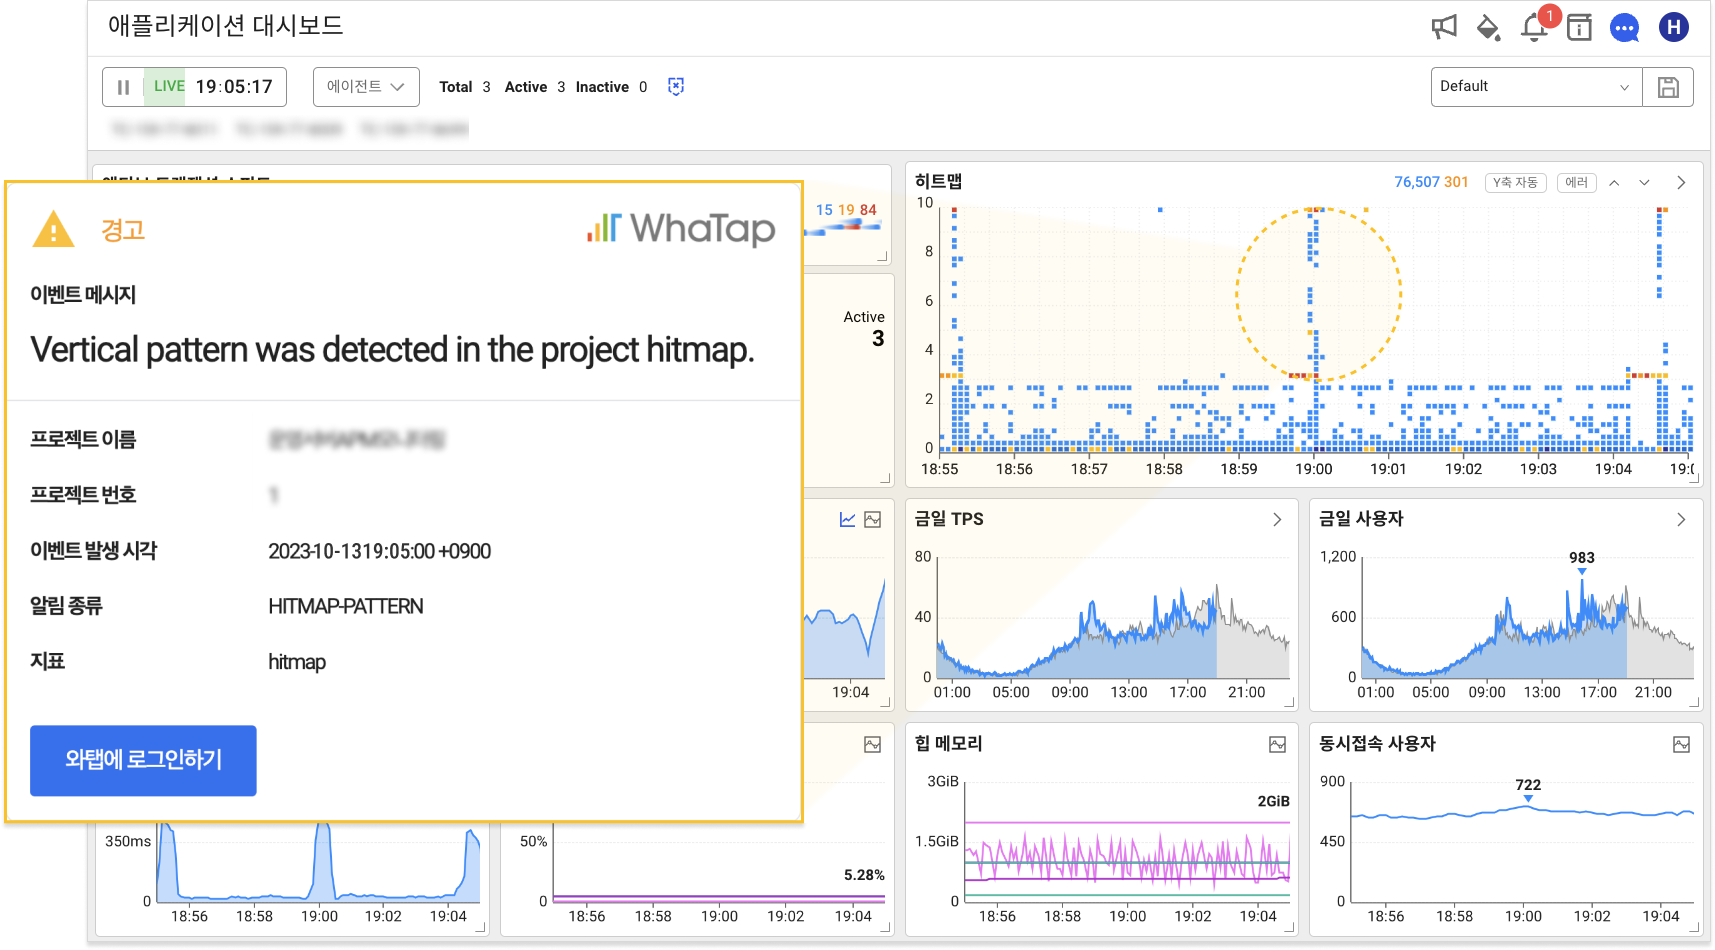 애플리케이션 대시보드
1
H
LIVE 19:05:17
에이전트
Total 3 Active 3 Inactive 0
Default
경고
WhaTap
이벤트 메시지
Vertical pattern was detected in the project hitmap.
프로젝트 이름
프로젝트 번호
이벤트 발생 시각 2023-10-1319:05:00 +0900
알림 종류 HITMAP-PATTERN
지표 hitmap
와탭에 로그인하기
15 19 84
Active
3
19:04
히트맵
76,507 301
Y축 자동
에러
10
8
6
4
2
0
18:55 18:56 18:57 18:58 18:59 19:00 19:01 19:02 19:03 19:04 19:0
금일 TPS
80
40
0
01:00 05:00 09:00 13:00 17:00 21:00
금일 사용자
1,200
983
600
0
01:00 05:00 09:00 13:00 17:00 21:00
350ms
0
18:56 18:58 19:00 19:02 19:04
50%
5.28%
0
18:56 18:58 19:00 19:02 19:04
힙 메모리
3GiB
2GiB
1.5GiB
0
18:56 18:58 19:00 19:02 19:04
동시접속 사용자
900
722
450
0
18:56 18:58 19:00 19:02 19:04